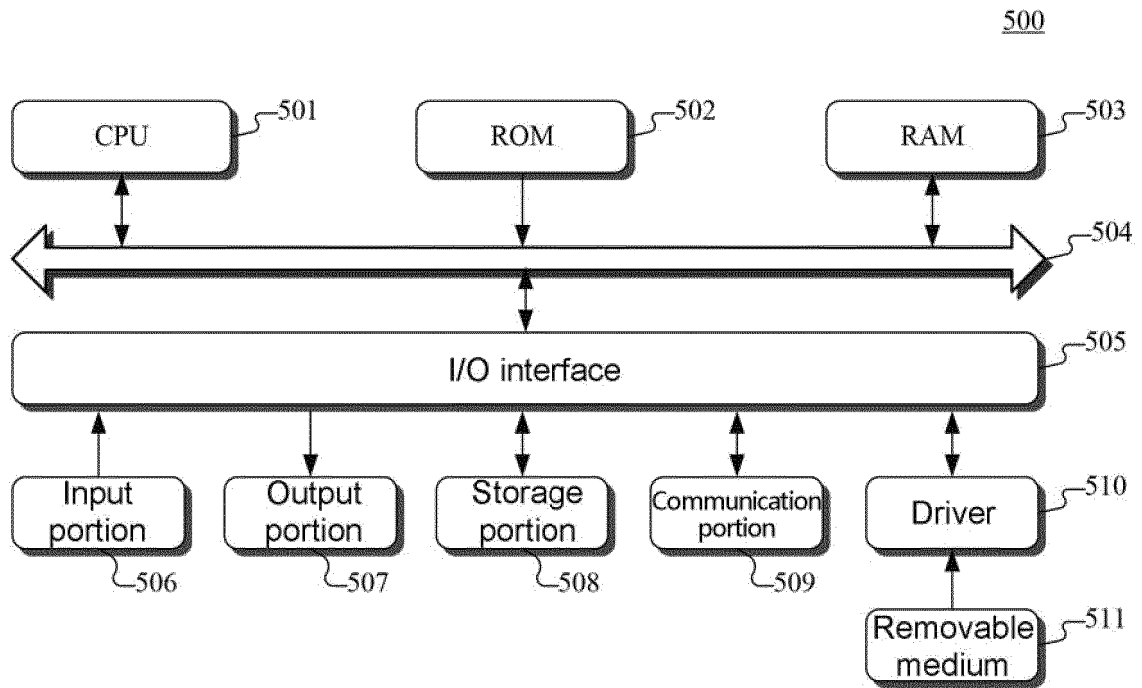 500
CPU
501
ROM
502
RAM
503
504
I/O interface
505
Input
portion
506
Output
portion
507
Storage
portion
508
Communication
portion
509
Driver
510
Removable
medium
511